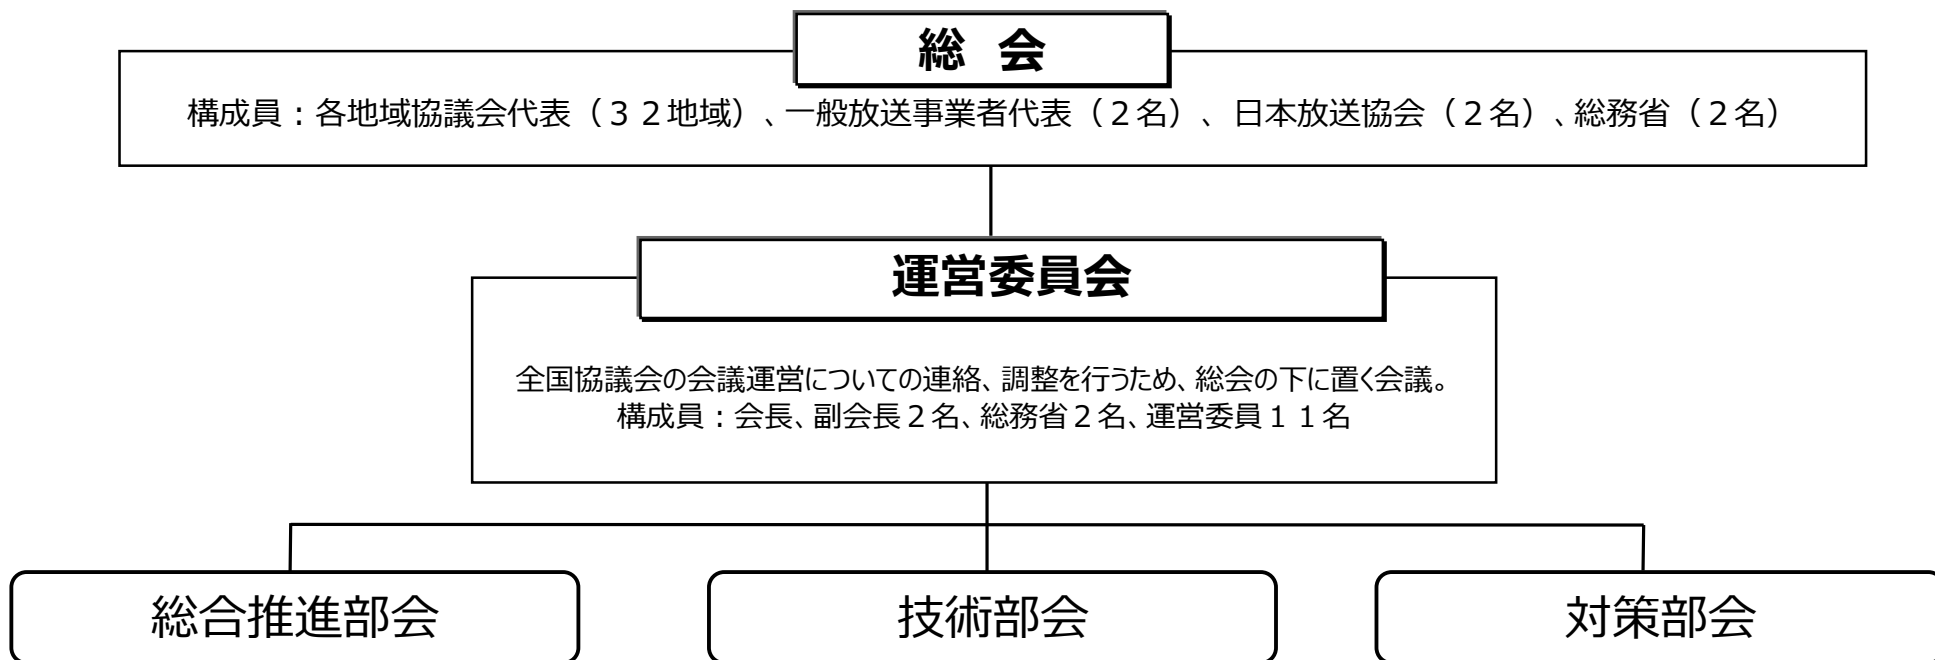 総 会
構成員：各地域協議会代表（３２地域）、一般放送事業者代表（２名）、日本放送協会（２名）、総務省（２名）
運営委員会
全国協議会の会議運営についての連絡、調整を行うため、総会の下に置く会議。
構成員：会長、副会長２名、総務省２名、運営委員１１名
総合推進部会
技術部会
対策部会